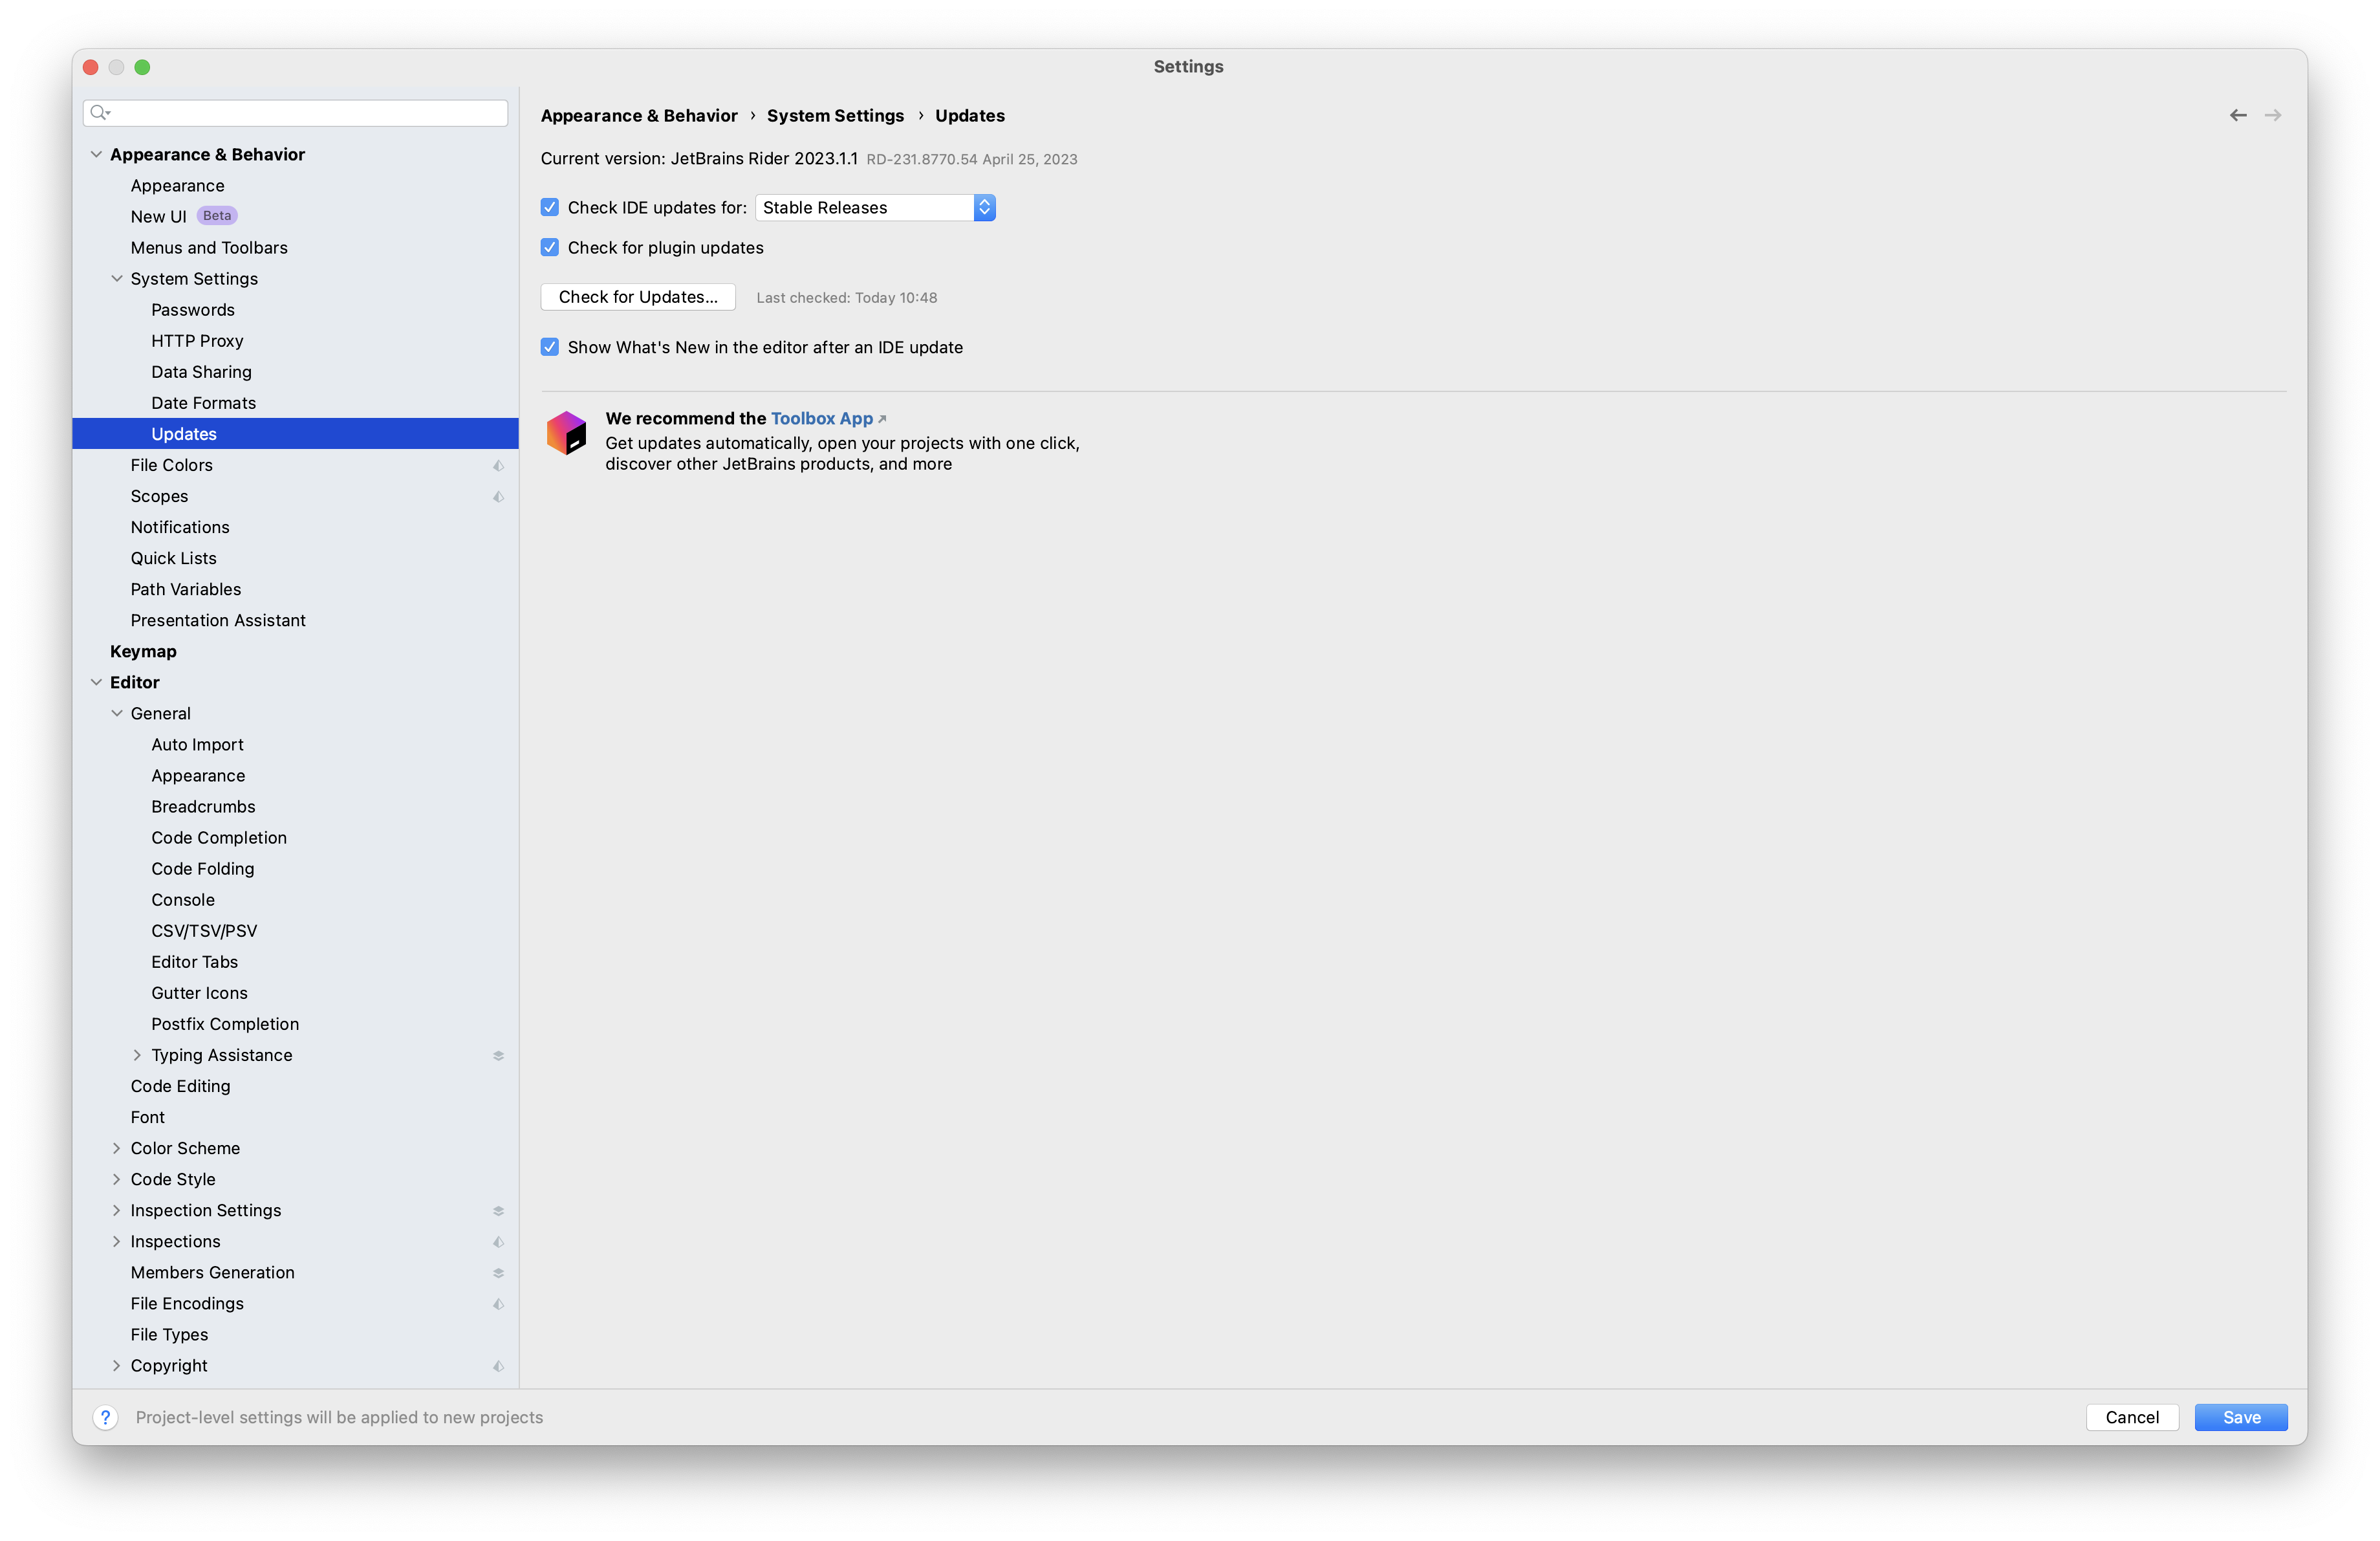 Settings
Appearance & Behavior
Appearance
New UI Beta
Menus and Toolbars
System Settings
Passwords
HTTP Proxy
Data Sharing
Date Formats
Updates
File Colors
Scopes
Notifications
Quick Lists
Path Variables
Presentation Assistant
Keymap
Editor
General
Auto Import
Appearance
Breadcrumbs
Code Completion
Code Folding
Console
CSV/TSV/PSV
Editor Tabs
Gutter Icons
Postfix Completion
Typing Assistance
Code Editing
Font
Color Scheme
Code Style
Inspection Settings
Inspections
Members Generation
File Encodings
File Types
Copyright
Appearance & Behavior › System Settings › Updates
Current version: JetBrains Rider 2023.1.1 RD-231.8770.54 April 25, 2023
Check IDE updates for: Stable Releases
Check for plugin updates
Check for Updates... Last checked: Today 10:48
Show What's New in the editor after an IDE update
We recommend the Toolbox App ↗
Get updates automatically, open your projects with one click,
discover other JetBrains products, and more
? Project-level settings will be applied to new projects
Cancel Save